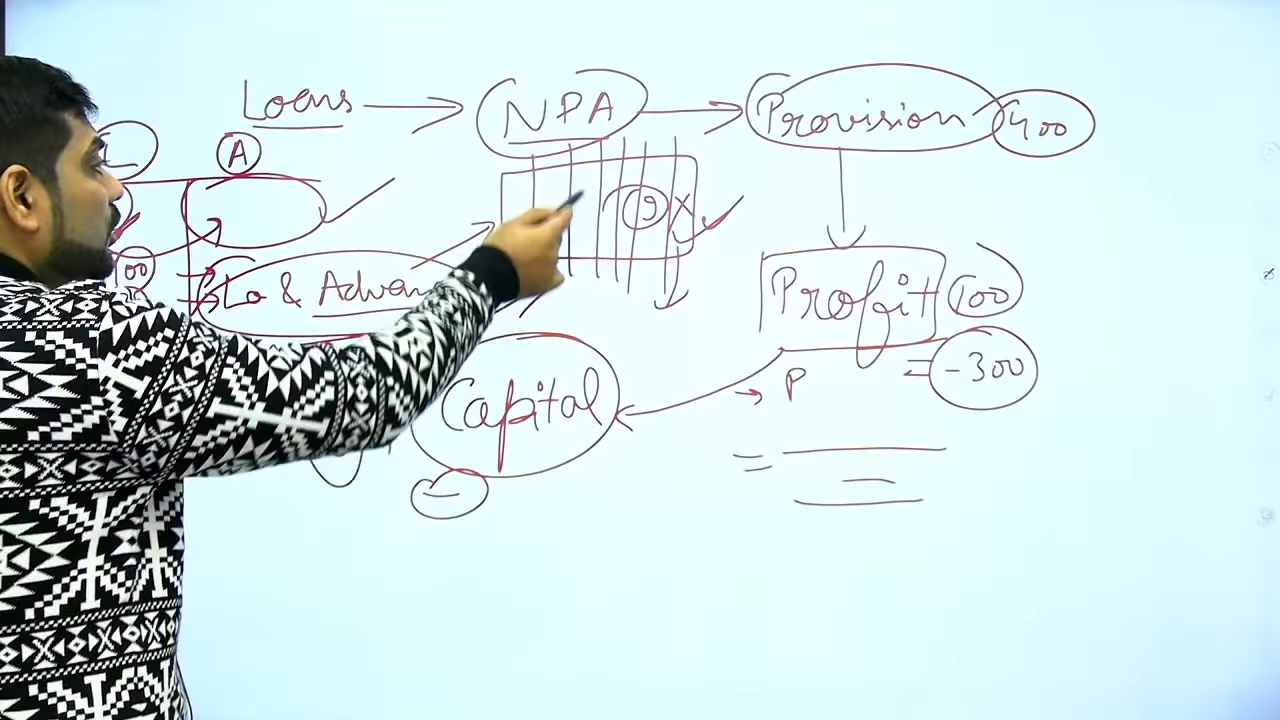 Loans → NPA → Provision 400
L A
Lo & Advan
Profit 100
= -300
→ P
Capital
-